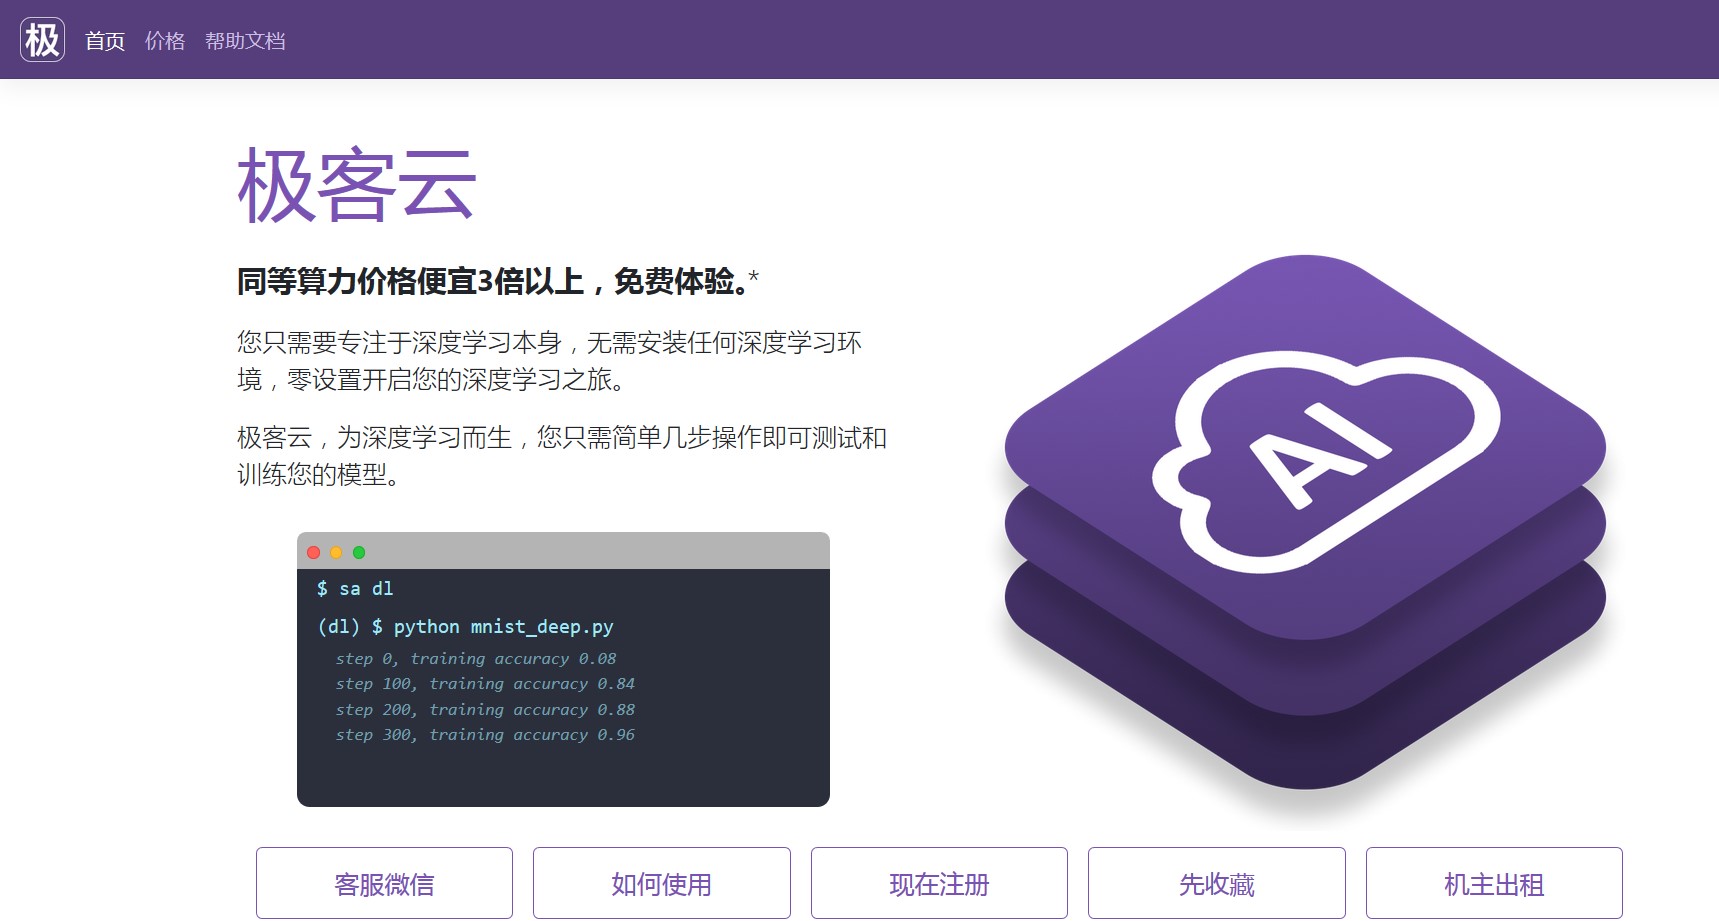 极 首页 价格 帮助文档
极客云
同等算力价格便宜3倍以上，免费体验。*
您只需要专注于深度学习本身，无需安装任何深度学习环
境，零设置开启您的深度学习之旅。
极客云，为深度学习而生，您只需简单几步操作即可测试和
训练您的模型。
$ sa dl
(dl) $ python mnist_deep.py
step 0, training accuracy 0.08
step 100, training accuracy 0.84
step 200, training accuracy 0.88
step 300, training accuracy 0.96
AI
客服微信 如何使用 现在注册 先收藏 机主出租